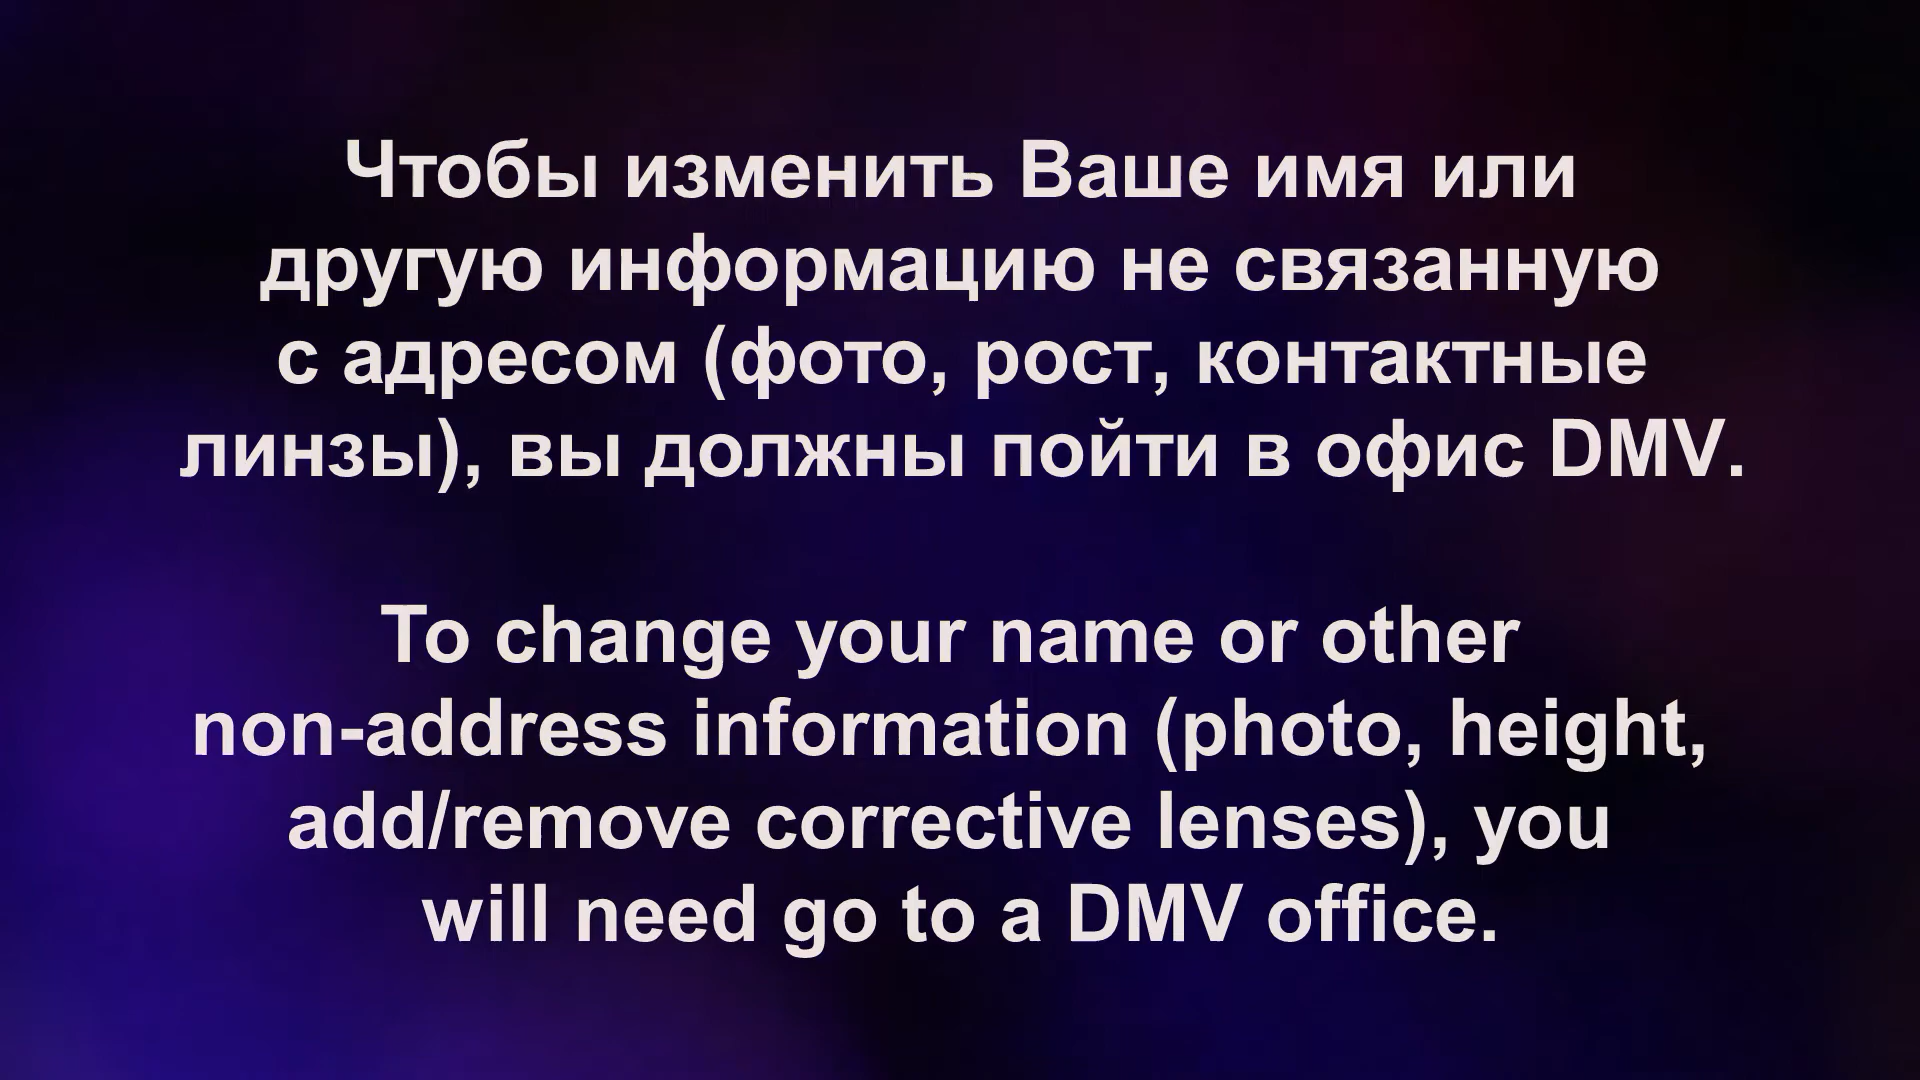 Чтобы изменить Ваше имя или
другую информацию не связанную
с адресом (фото, рост, контактные
линзы), вы должны пойти в офис DMV.
To change your name or other
non-address information (photo, height,
add/remove corrective lenses), you
will need go to a DMV office.